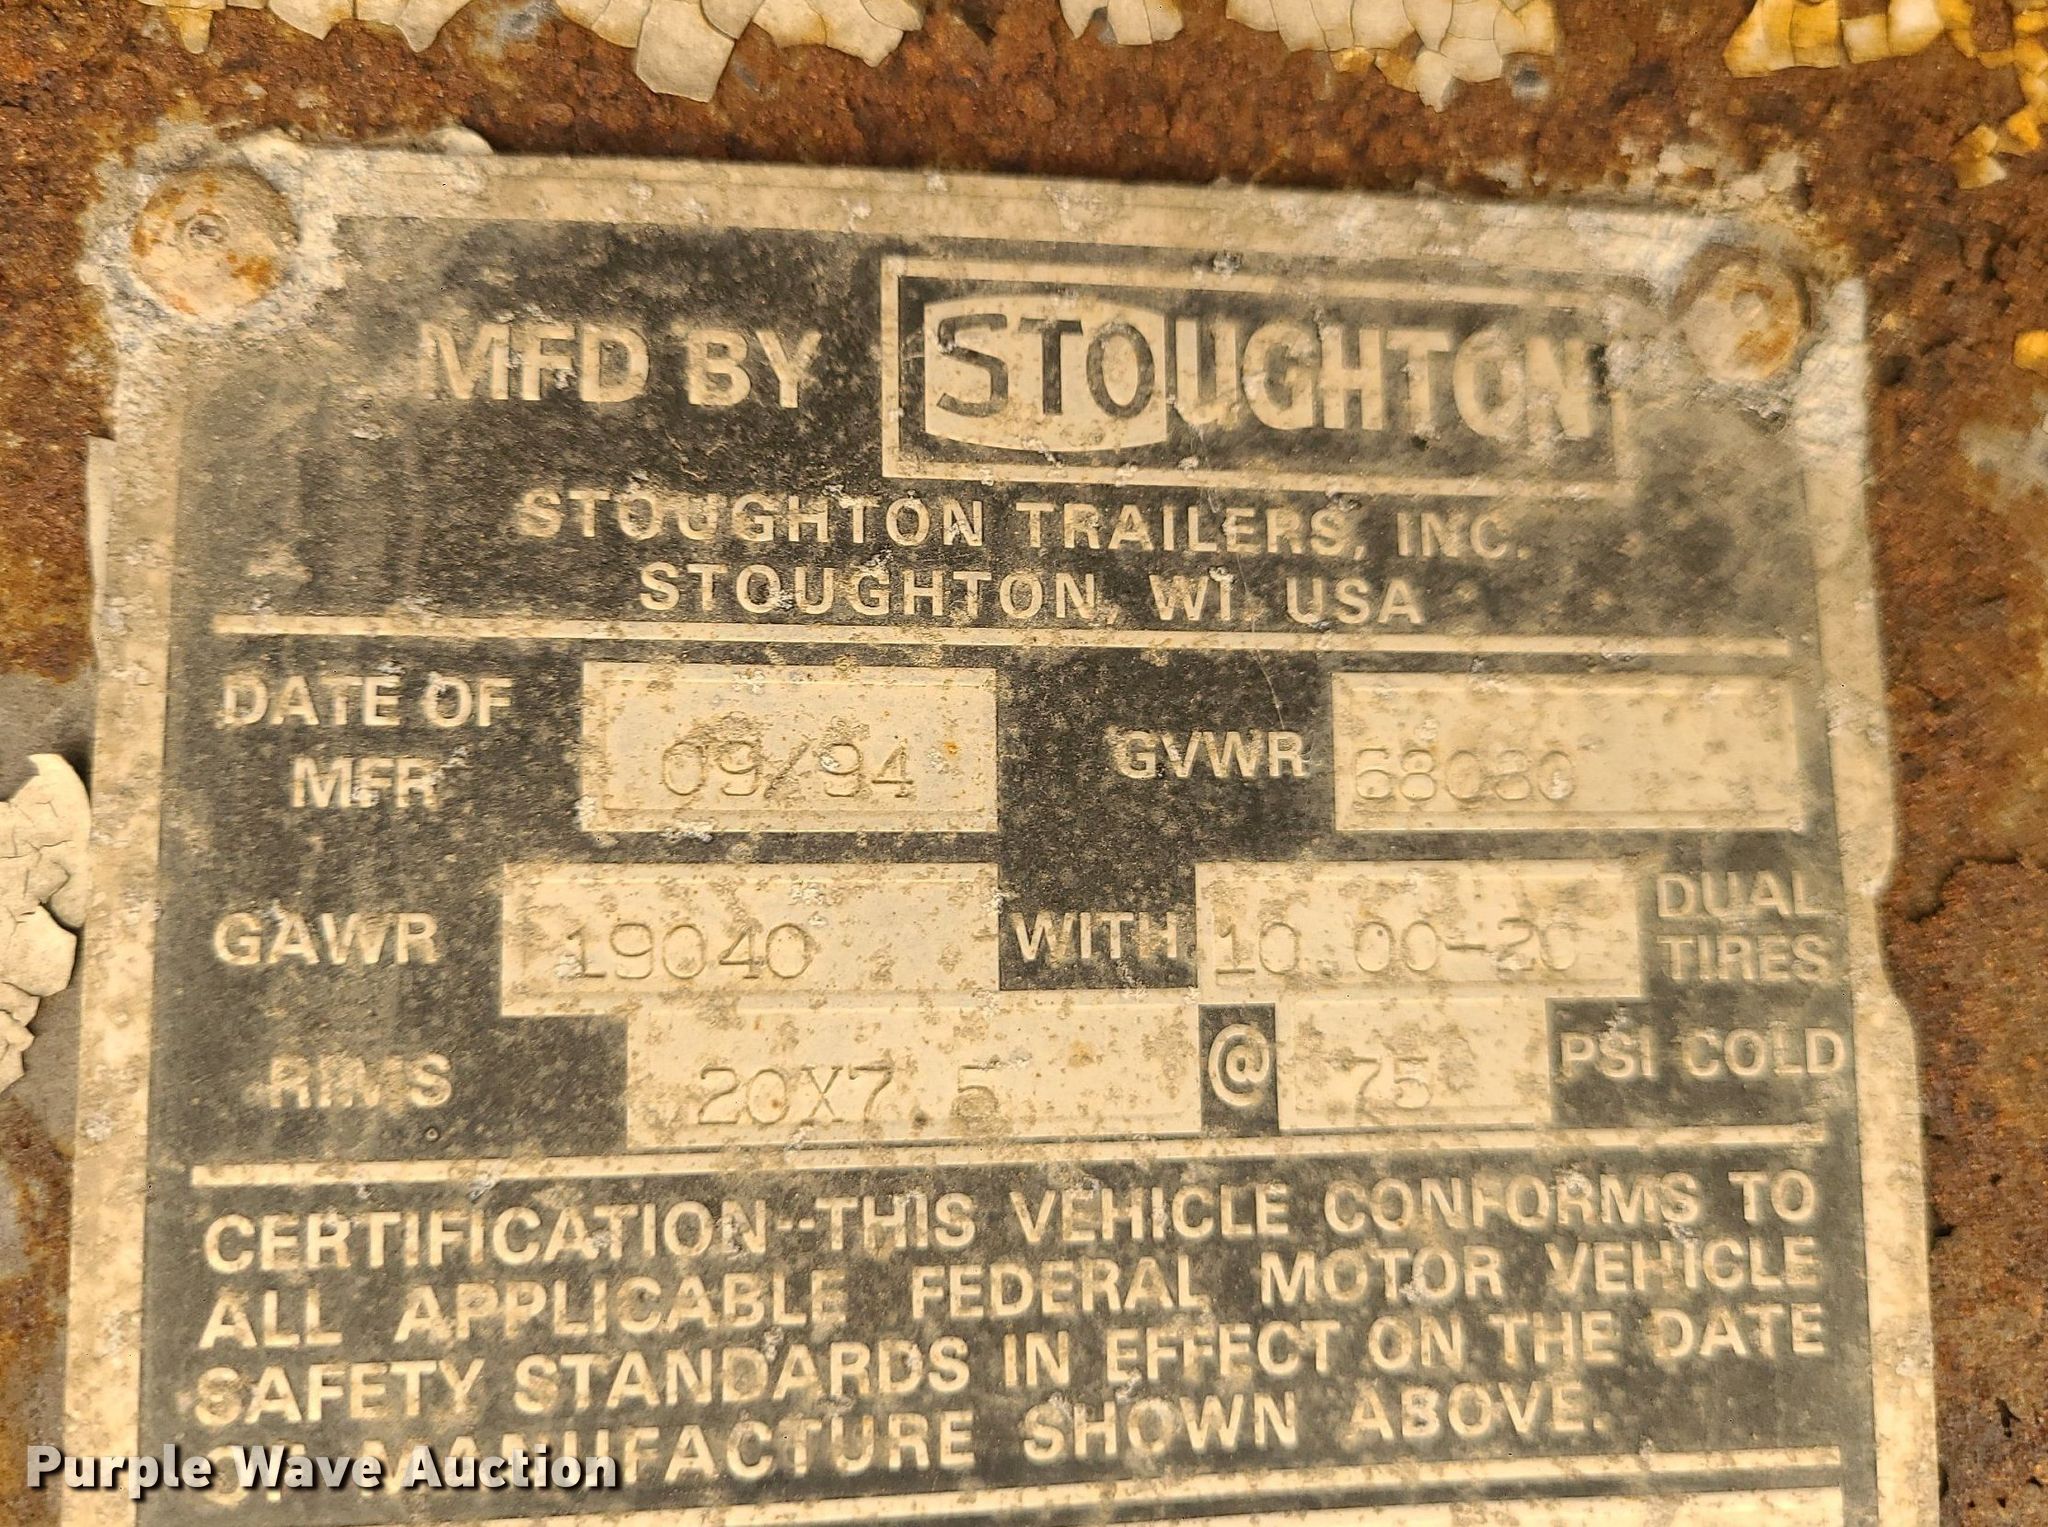 MFD BY STOUGHTON
STOUGHTON TRAILERS, INC.
STOUGHTON, WI. USA
DATE OF MFR 09/94 GVWR 68080
GAWR 19040 WITH 10.00-20 DUAL TIRES
RIMS 20X7.5 @ 75 PSI COLD
CERTIFICATION--THIS VEHICLE CONFORMS TO
ALL APPLICABLE FEDERAL MOTOR VEHICLE
SAFETY STANDARDS IN EFFECT ON THE DATE
OF MANUFACTURE SHOWN ABOVE.
Purple Wave Auction